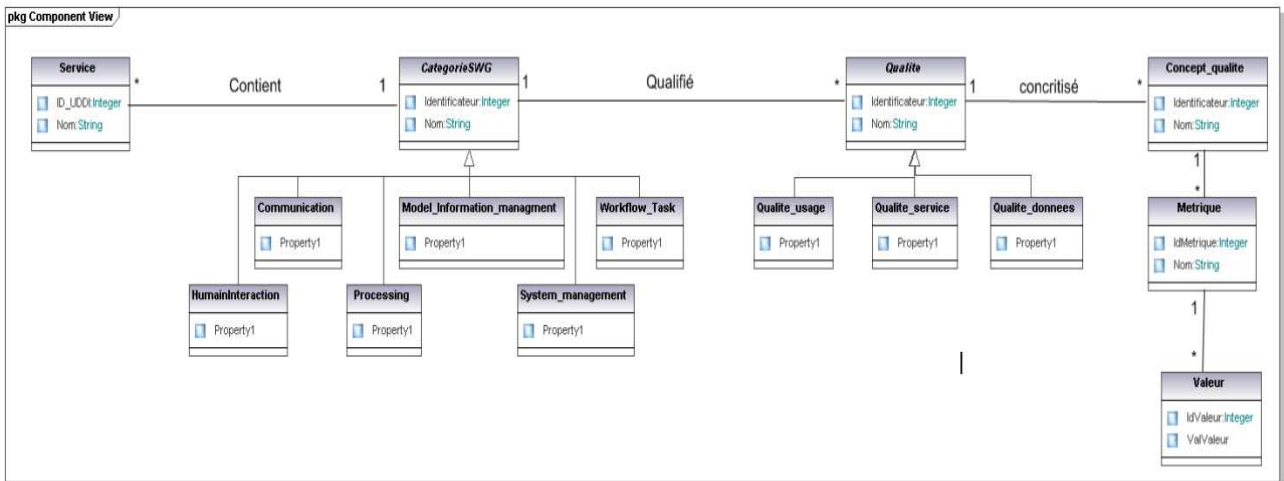 pkg Component View
Service
ID_UDDI:Integer
Nom:String
*
Contient
1
CategorieSWG
Identificateur:Integer
Nom:String
1
Qualifié
*
Qualite
Identificateur:Integer
Nom:String
1
concritisé
*
Concept_qualite
Identificateur:Integer
Nom:String
Communication
Property1
Model_Information_managment
Property1
Workflow_Task
Property1
Qualite_usage
Property1
Qualite_service
Property1
Qualite_donnees
Property1
1
*
Metrique
IdMetrique:Integer
Nom:String
HumainInteraction
Property1
Processing
Property1
System_management
Property1
1
*
Valeur
IdValeur:Integer
ValValeur